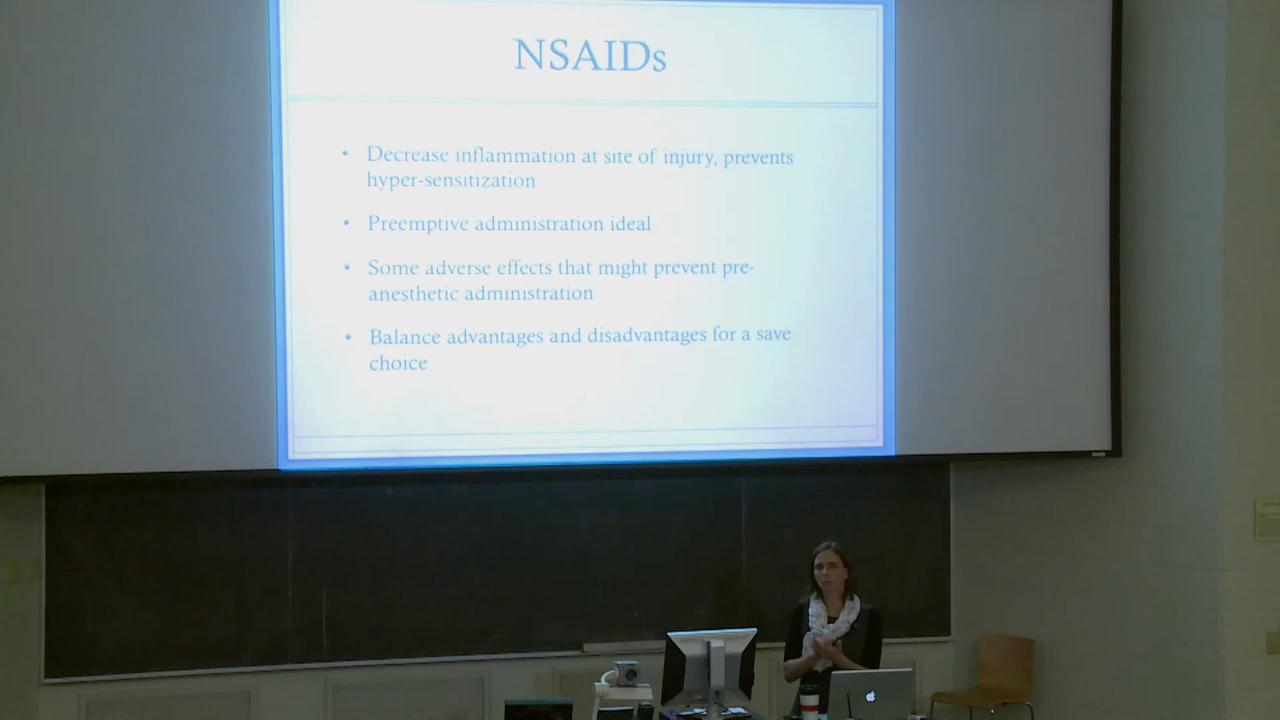 NSAIDs
• Decrease inflammation at site of injury, prevents
hyper-sensitization
• Preemptive administration ideal
• Some adverse effects that might prevent pre-
anesthetic administration
• Balance advantages and disadvantages for a save
choice